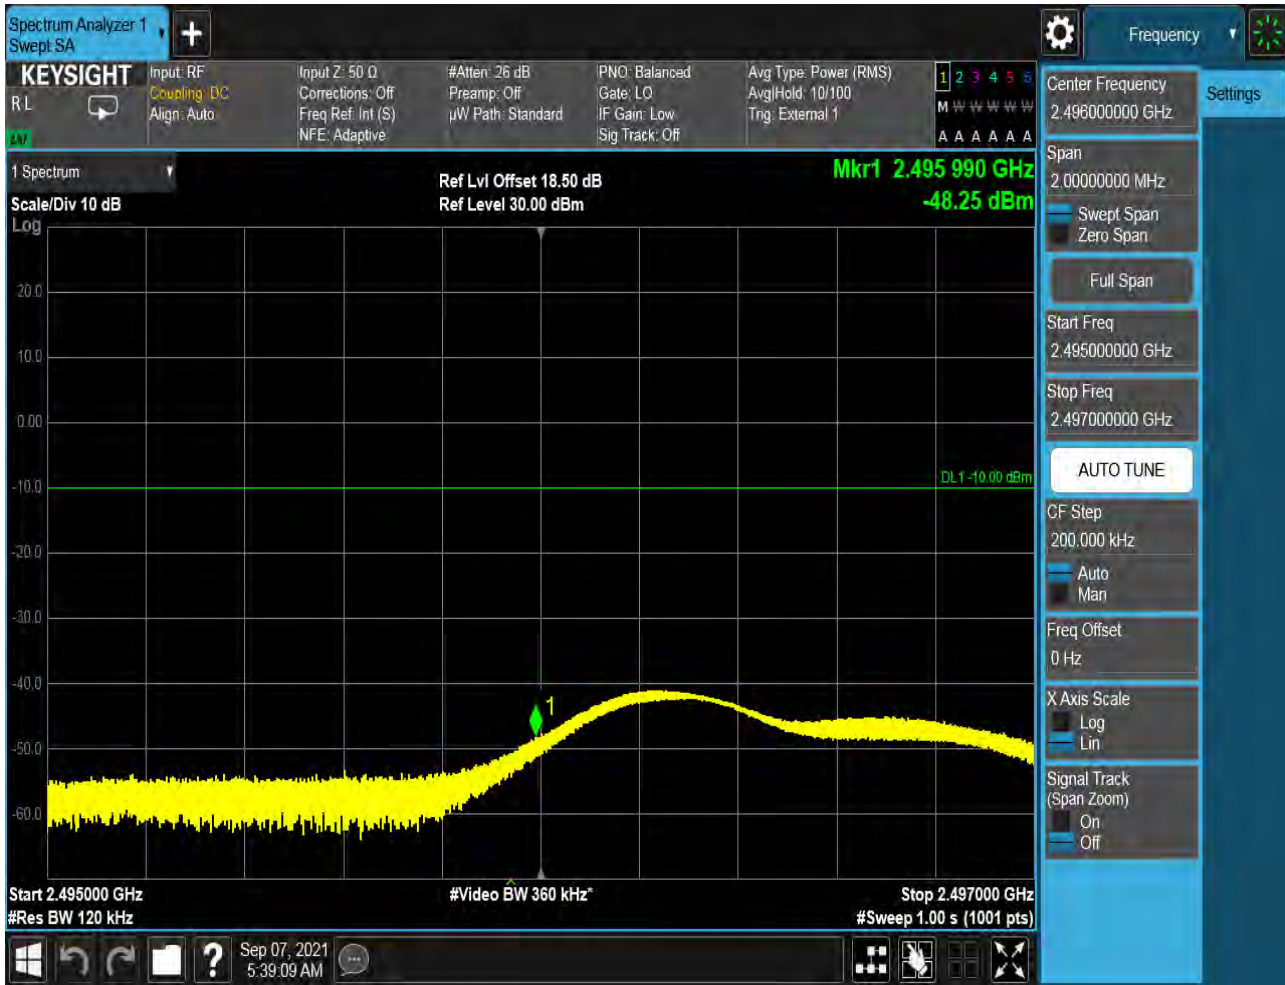 Spectrum Analyzer 1
Swept SA
Frequency
KEYSIGHT
R L
LXI
Input: RF
Coupling: DC
Align: Auto
Input Z: 50 Ω
Corrections: Off
Freq Ref: Int (S)
NFE: Adaptive
#Atten: 26 dB
Preamp: Off
µW Path: Standard
PNO: Balanced
Gate: LO
IF Gain: Low
Sig Track: Off
Avg Type: Power (RMS)
Avg|Hold: 10/100
Trig: External 1
1 2 3 4 5 6
M W W W W W
A A A A A A
1 Spectrum
Scale/Div 10 dB
Log
Ref Lvl Offset 18.50 dB
Ref Level 30.00 dBm
Mkr1 2.495 990 GHz
-48.25 dBm
20.0
10.0
0.00
-10.0
-20.0
-30.0
-40.0
-50.0
-60.0
DL1 -10.00 dBm
1
Start 2.495000 GHz
#Res BW 120 kHz
#Video BW 360 kHz*
Stop 2.497000 GHz
#Sweep 1.00 s (1001 pts)
Sep 07, 2021
5:39:09 AM
Center Frequency
2.496000000 GHz
Settings
Span
2.00000000 MHz
Swept Span
Zero Span
Full Span
Start Freq
2.495000000 GHz
Stop Freq
2.497000000 GHz
AUTO TUNE
CF Step
200.000 kHz
Auto
Man
Freq Offset
0 Hz
X Axis Scale
Log
Lin
Signal Track
(Span Zoom)
On
Off